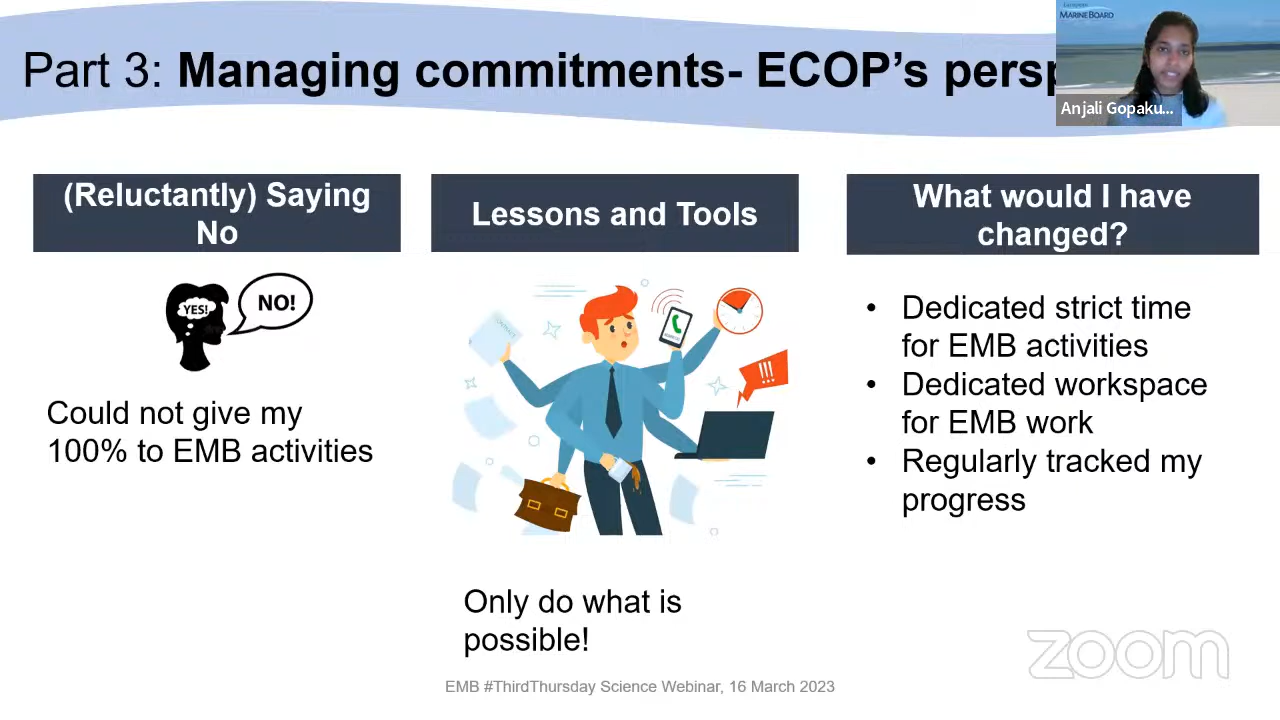 Part 3: Managing commitments- ECOP's persp
MARINE BOARD
Anjali Gopaku...
(Reluctantly) Saying
No
YES!
NO!
Could not give my
100% to EMB activities
Lessons and Tools
!!!
Only do what is
possible!
What would I have
changed?
• Dedicated strict time
for EMB activities
• Dedicated workspace
for EMB work
• Regularly tracked my
progress
zoom
EMB #ThirdThursday Science Webinar, 16 March 2023